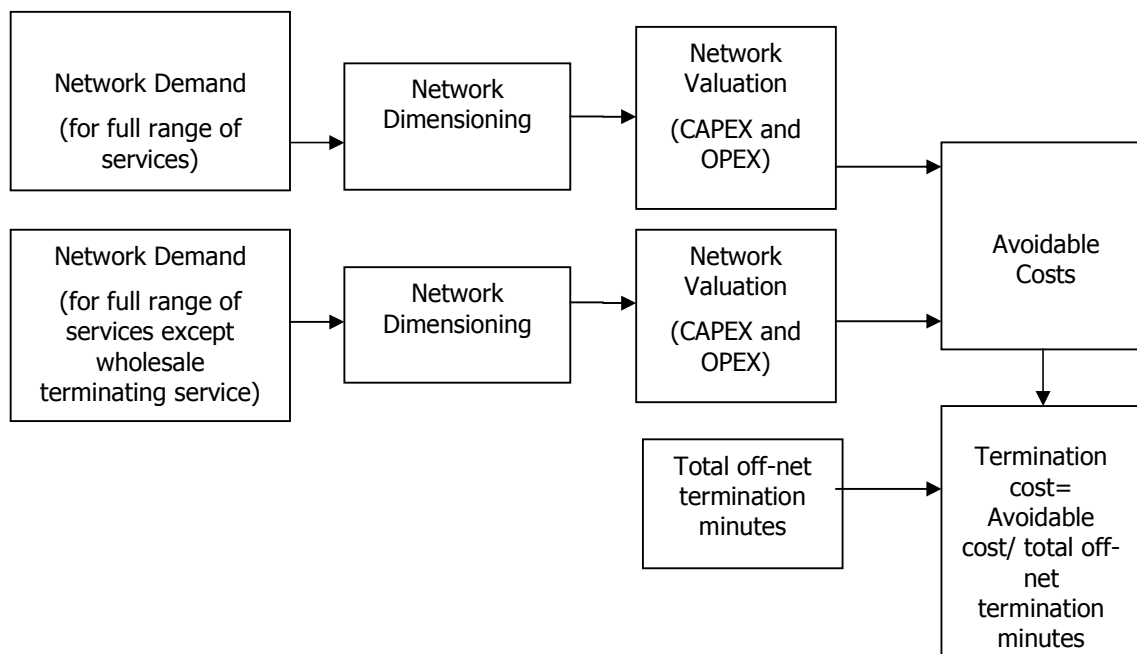 Network Demand
(for full range of
services)
Network
Dimensioning
Network
Valuation
(CAPEX and
OPEX)
Network Demand
(for full range of
services except
wholesale
terminating service)
Network
Dimensioning
Network
Valuation
(CAPEX and
OPEX)
Avoidable
Costs
Total off-net
termination
minutes
Termination
cost=
Avoidable
cost/ total off-
net
termination
minutes